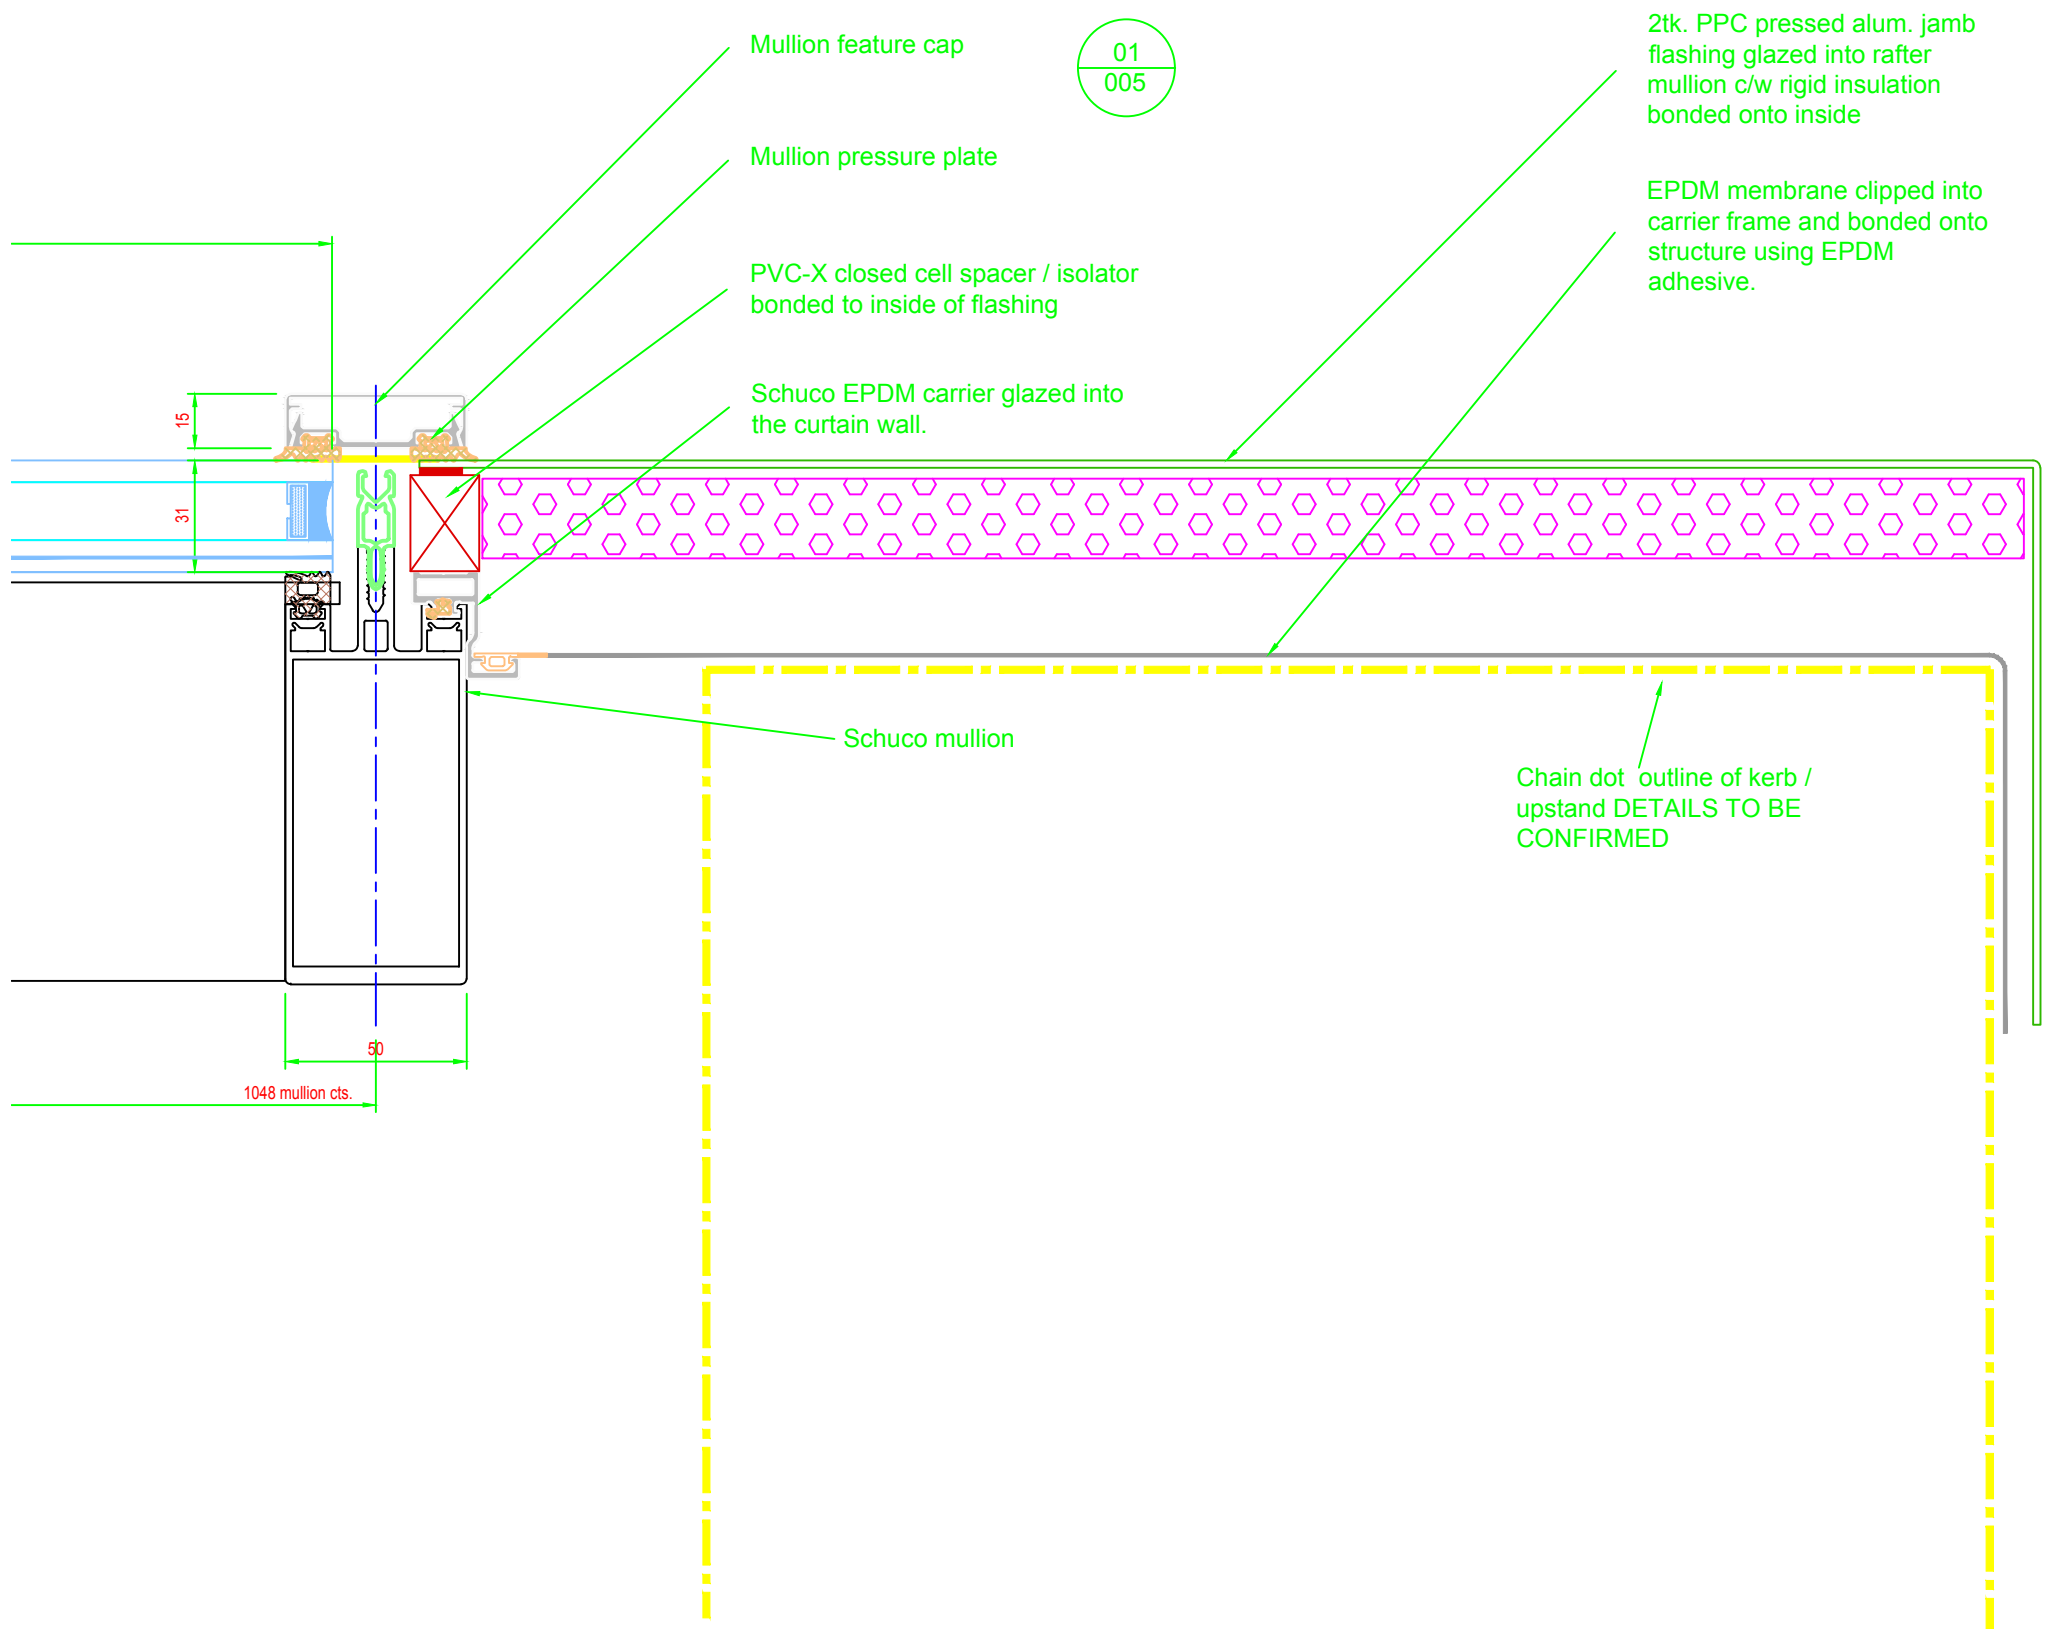 Mullion feature cap
01
005
2tk. PPC pressed alum. jamb
flashing glazed into rafter
mullion c/w rigid insulation
bonded onto inside
Mullion pressure plate
EPDM membrane clipped into
carrier frame and bonded onto
structure using EPDM
adhesive.
PVC-X closed cell spacer / isolator
bonded to inside of flashing
Schuco EPDM carrier glazed into
the curtain wall.
15
31
Schuco mullion
Chain dot outline of kerb /
upstand DETAILS TO BE
CONFIRMED
50
1048 mullion cts.